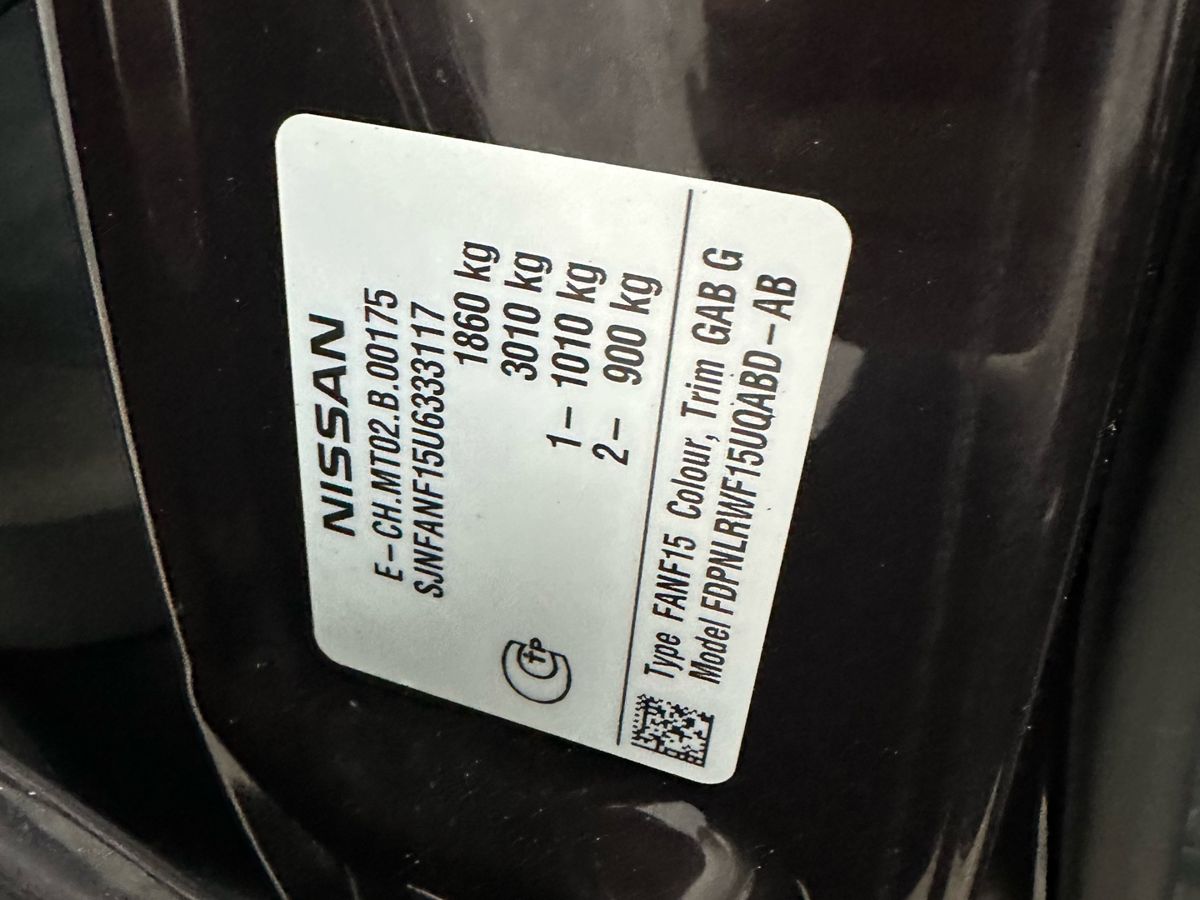 NISSAN
E-CH.MT02.B.00175
SJNFANF15U6333117
1860 kg
3010 kg
1- 1010 kg
2- 900 kg
Type FANF15 Colour, Trim GAB G
Model FDPNLRWF15UQABD-AB